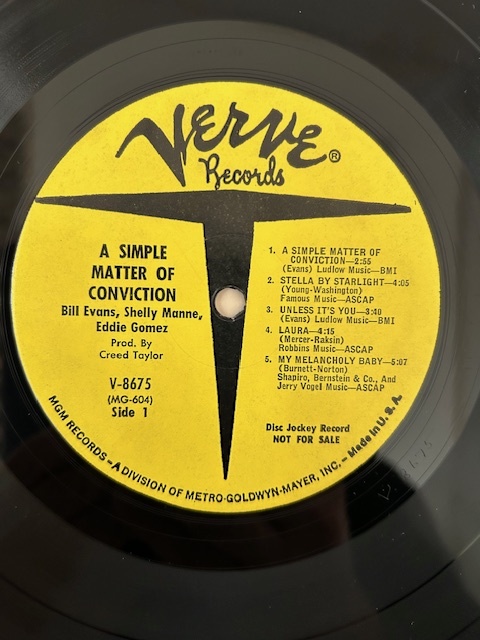 VERVE®
Records
A SIMPLE
MATTER OF
CONVICTION
Bill Evans, Shelly Manne,
Eddie Gomez
Prod. By
Creed Taylor
V-8675
(MG-604)
Side 1
1. A SIMPLE MATTER OF
CONVICTION—2:55
(Evans) Ludlow Music—BMI
2. STELLA BY STARLIGHT—4:05
(Young-Washington)
Famous Music—ASCAP
3. UNLESS IT'S YOU—3:40
(Evans) Ludlow Music—BMI
4. LAURA—4:15
(Mercer-Raksin)
Robbins Music—ASCAP
5. MY MELANCHOLY BABY—5:07
(Burnett-Norton)
Shapiro, Bernstein & Co., And
Jerry Vogel Music—ASCAP
Disc Jockey Record
NOT FOR SALE
MGM RECORDS—A DIVISION OF METRO-GOLDWYN-MAYER, INC.—Made in U.S.A.